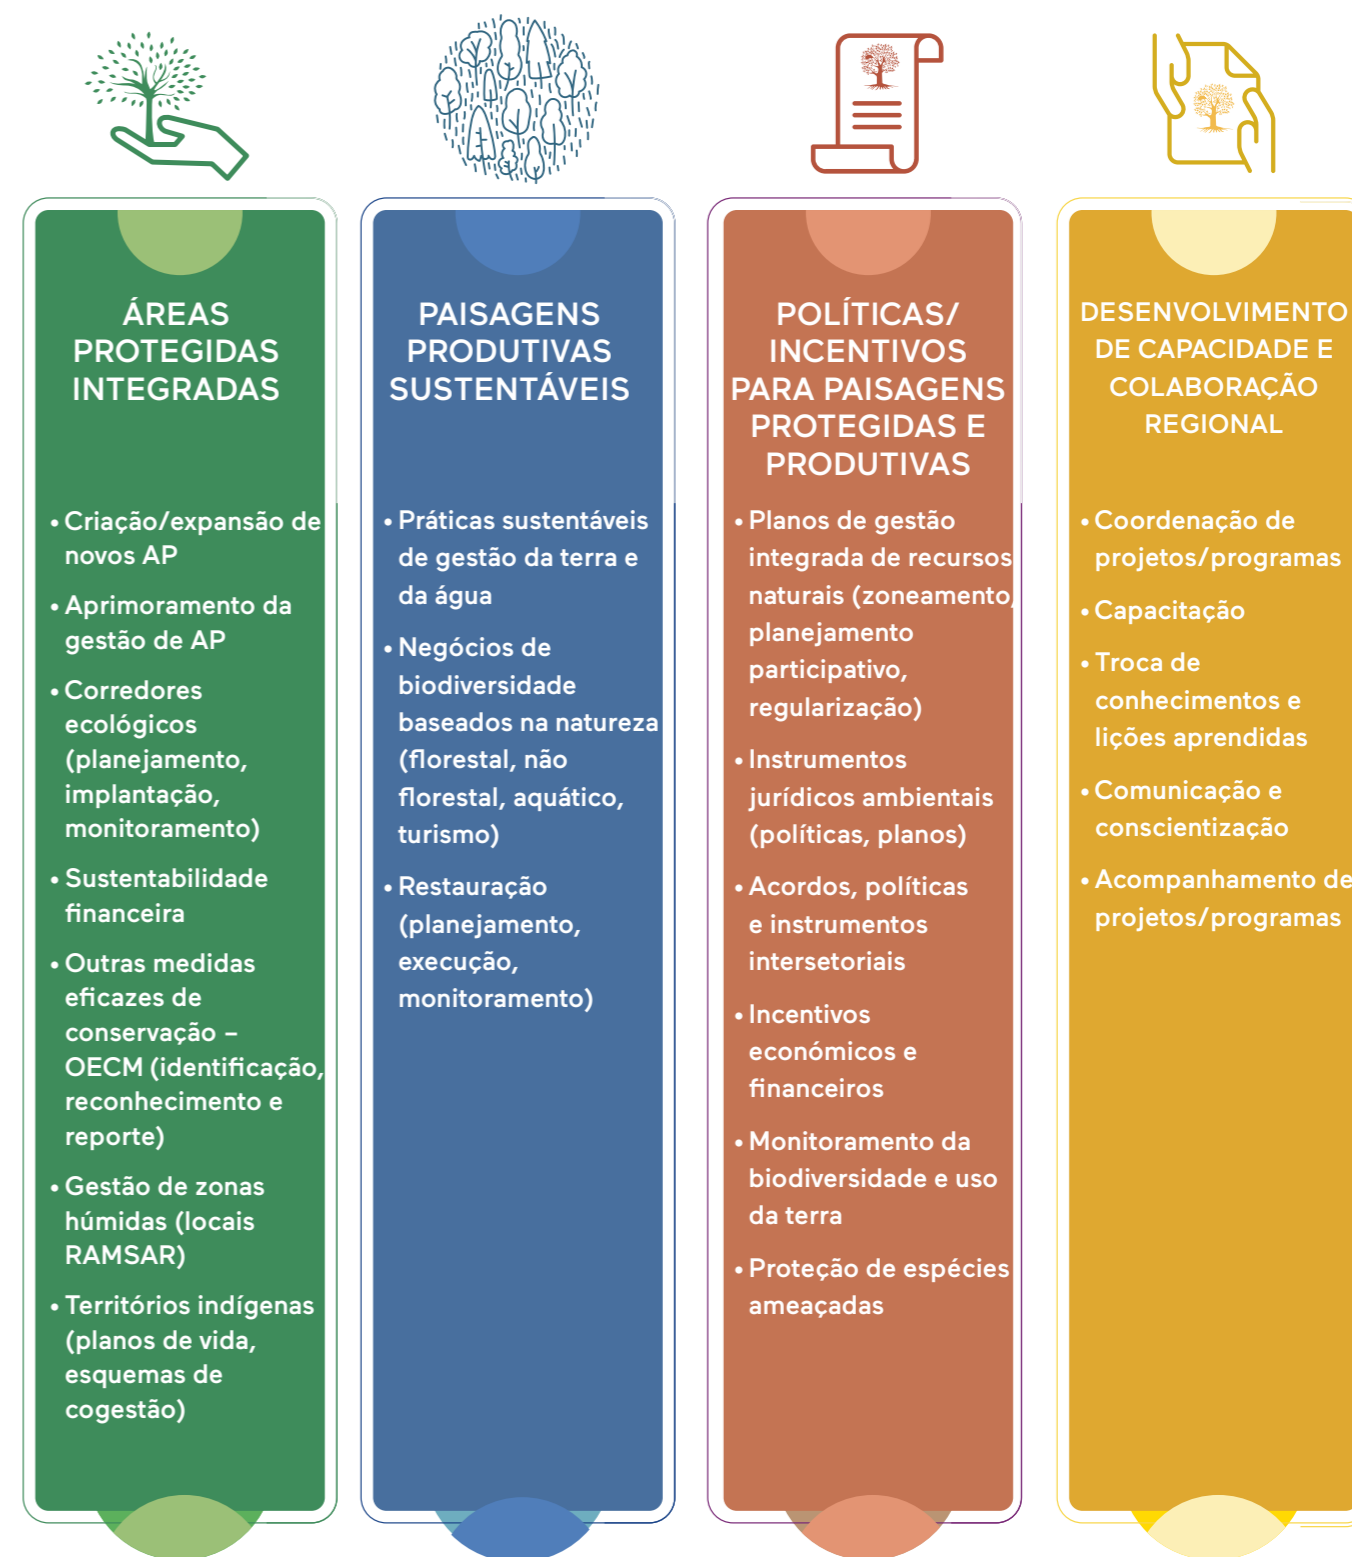 ÁREAS
PROTEGIDAS
INTEGRADAS
• Criação/expansão de
novos AP
• Aprimoramento da
gestão de AP
• Corredores
ecológicos
(planejamento,
implantação,
monitoramento)
• Sustentabilidade
financeira
• Outras medidas
eficazes de
conservação –
OECM (identificação,
reconhecimento e
reporte)
• Gestão de zonas
húmidas (locais
RAMSAR)
• Territórios indígenas
(planos de vida,
esquemas de
cogestão)
PAISAGENS
PRODUTIVAS
SUSTENTÁVEIS
• Práticas sustentáveis
de gestão da terra e
da água
• Negócios de
biodiversidade
baseados na natureza
(florestal, não
florestal, aquático,
turismo)
• Restauração
(planejamento,
execução,
monitoramento)
POLÍTICAS/
INCENTIVOS
PARA PAISAGENS
PROTEGIDAS E
PRODUTIVAS
• Planos de gestão
integrada de recursos
naturais (zoneamento,
planejamento
participativo,
regularização)
• Instrumentos
jurídicos ambientais
(políticas, planos)
• Acordos, políticas
e instrumentos
intersetoriais
• Incentivos
económicos e
financeiros
• Monitoramento da
biodiversidade e uso
da terra
• Proteção de espécies
ameaçadas
DESENVOLVIMENTO
DE CAPACIDADE E
COLABORAÇÃO
REGIONAL
• Coordenação de
projetos/programas
• Capacitação
• Troca de
conhecimentos e
lições aprendidas
• Comunicação e
conscientização
• Acompanhamento de
projetos/programas